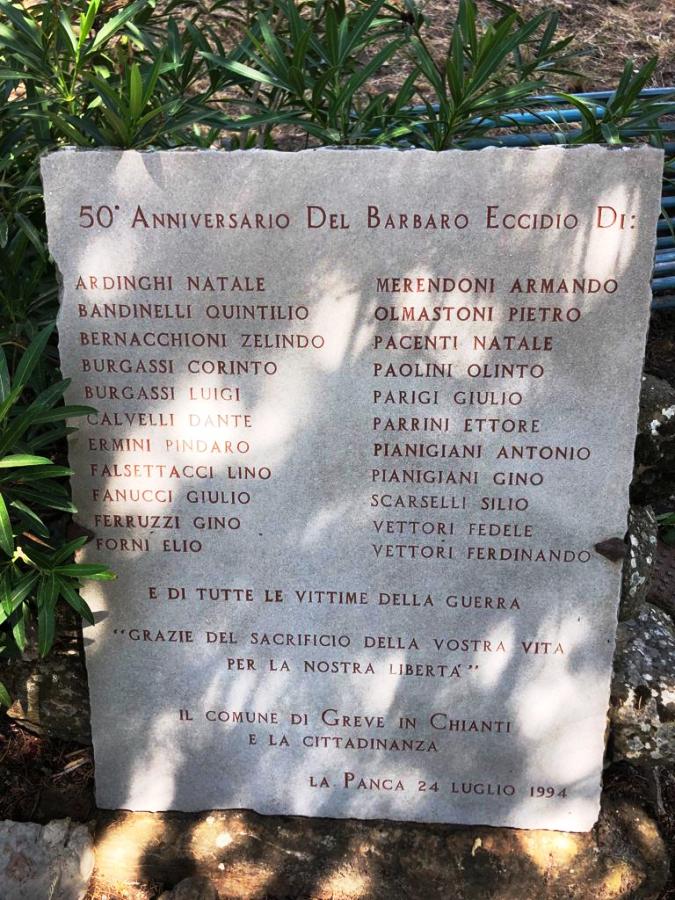 50° Anniversario Del Barbaro Eccidio Di:
ARDINGHI NATALE
BANDINELLI QUINTILIO
BERNACCHIONI ZELINDO
BURGASSI CORINTO
BURGASSI LUIGI
CALVELLI DANTE
ERMINI PINDARO
FALSETTACCI LINO
FANUCCI GIULIO
FERRUZZI GINO
FORNI ELIO
MERENDONI ARMANDO
OLMASTONI PIETRO
PACENTI NATALE
PAOLINI OLINTO
PARIGI GIULIO
PARRINI ETTORE
PIANIGIANI ANTONIO
PIANIGIANI GINO
SCARSELLI SILIO
VETTORI FEDELE
VETTORI FERDINANDO
E DI TUTTE LE VITTIME DELLA GUERRA
"GRAZIE DEL SACRIFICIO DELLA VOSTRA VITA
PER LA NOSTRA LIBERTA'"
IL COMUNE DI GREVE IN CHIANTI
E LA CITTADINANZA
LA PANCA 24 LUGLIO 1994